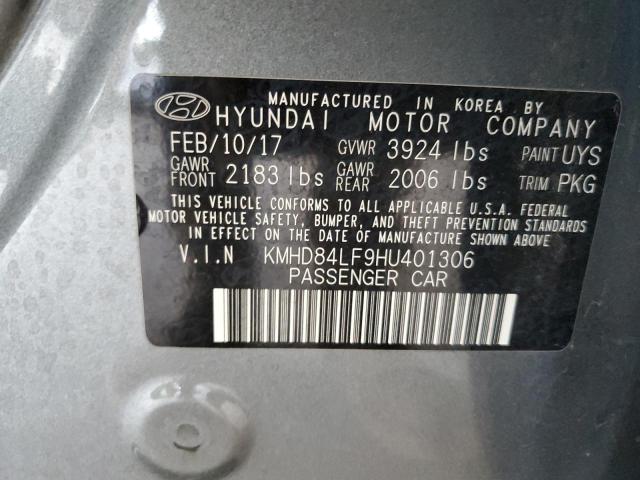 MANUFACTURED IN KOREA BY
HYUNDAI MOTOR COMPANY
FEB/10/17 GVWR 3924 lbs PAINT UYS
GAWR FRONT 2183 lbs GAWR REAR 2006 lbs TRIM PKG
THIS VEHICLE CONFORMS TO ALL APPLICABLE U.S.A. FEDERAL
MOTOR VEHICLE SAFETY, BUMPER, AND THEFT PREVENTION STANDARDS
IN EFFECT ON THE DATE OF MANUFACTURE SHOWN ABOVE.
V.I.N KMHD84LF9HU401306
PASSENGER CAR